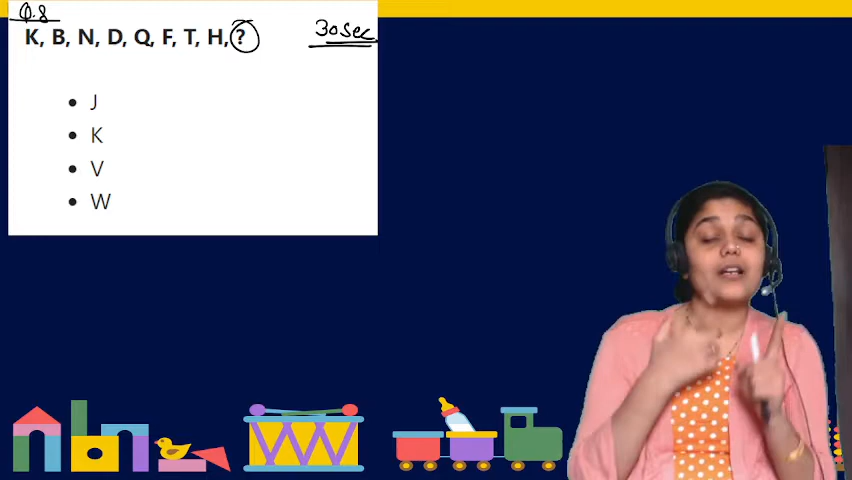 Q.8
K, B, N, D, Q, F, T, H, ?
30sec
• J
• K
• V
• W